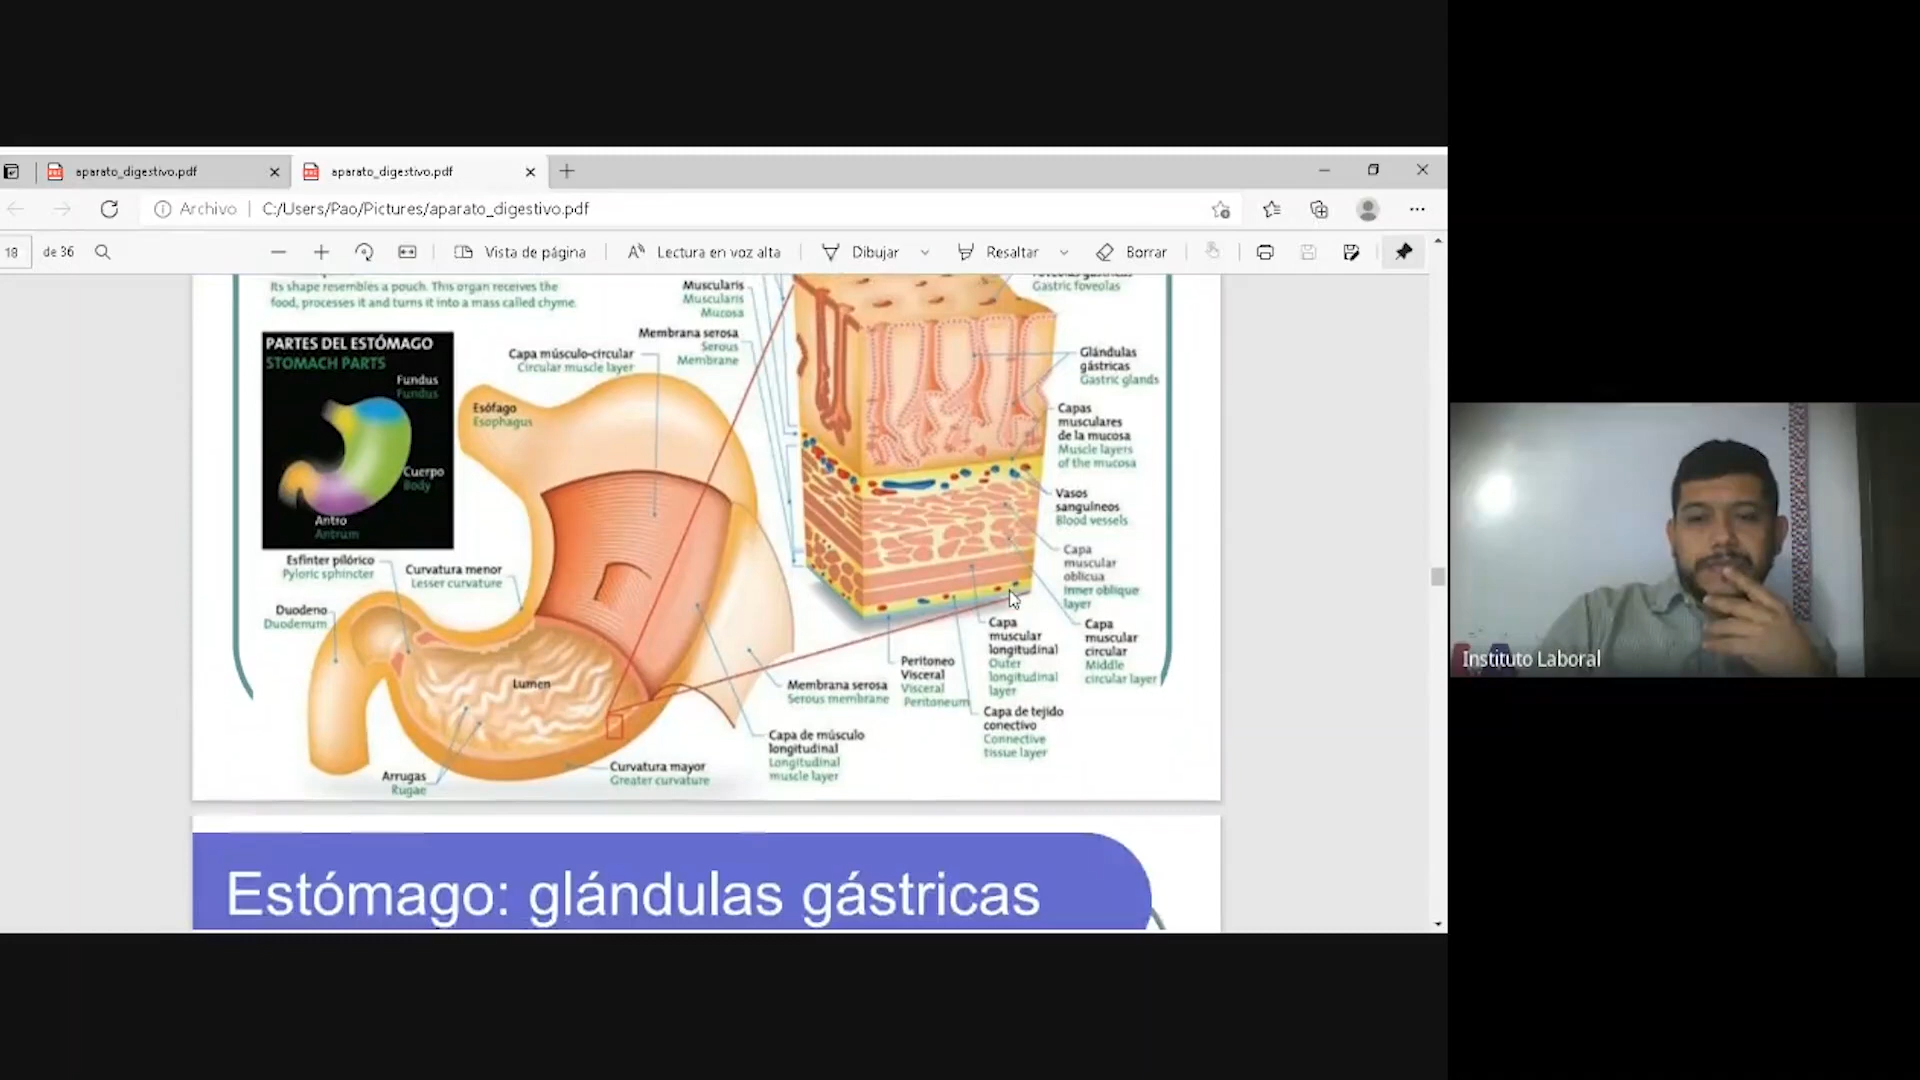 aparato_digestivo.pdf
aparato_digestivo.pdf
Archivo
C:/Users/Pao/Pictures/aparato_digestivo.pdf
18 de 36
Vista de página
Lectura en voz alta
Dibujar
Resaltar
Borrar
Its shape resembles a pouch. This organ receives the
food, processes it and turns it into a mass called chyme.
PARTES DEL ESTÓMAGO
STOMACH PARTS
Fundus
Fundus
Cuerpo
Body
Antro
Antrum
Muscularis
Muscularis
Mucosa
Membrana serosa
Serous
Membrane
Capa músculo-circular
Circular muscle layer
Esófago
Esophagus
Esfínter pilórico
Pyloric sphincter
Curvatura menor
Lesser curvature
Duodeno
Duodenum
Lumen
Arrugas
Rugae
Curvatura mayor
Greater curvature
Capa de músculo
longitudinal
Longitudinal
muscle layer
Membrana serosa
Serous membrane
Peritoneo
Visceral
Visceral
Peritoneum
Capa de tejido
conectivo
Connective
tissue layer
Capa
muscular
longitudinal
Outer
longitudinal
layer
Capa
muscular
circular
Middle
circular layer
Capa
muscular
oblicua
Inner oblique
layer
Vasos
sanguíneos
Blood vessels
Capas
musculares
de la mucosa
Muscle layers
of the mucosa
Glándulas
gástricas
Gastric glands
Gastric foveolas
Estómago: glándulas gástricas
Instituto Laboral